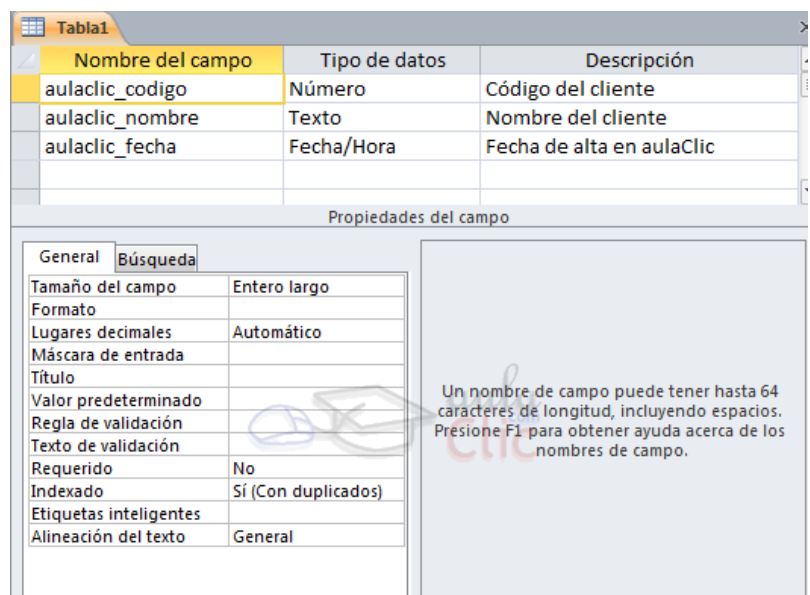 Tabla1
Nombre del campo Tipo de datos Descripción
aulaclic_codigo Número Código del cliente
aulaclic_nombre Texto Nombre del cliente
aulaclic_fecha Fecha/Hora Fecha de alta en aulaClic
Propiedades del campo
General Búsqueda
Tamaño del campo Entero largo
Formato
Lugares decimales Automático
Máscara de entrada
Título
Valor predeterminado
Regla de validación
Texto de validación
Requerido No
Indexado Sí (Con duplicados)
Etiquetas inteligentes
Alineación del texto General
Un nombre de campo puede tener hasta 64
caracteres de longitud, incluyendo espacios.
Presione F1 para obtener ayuda acerca de los
nombres de campo.
aula
.com
clic